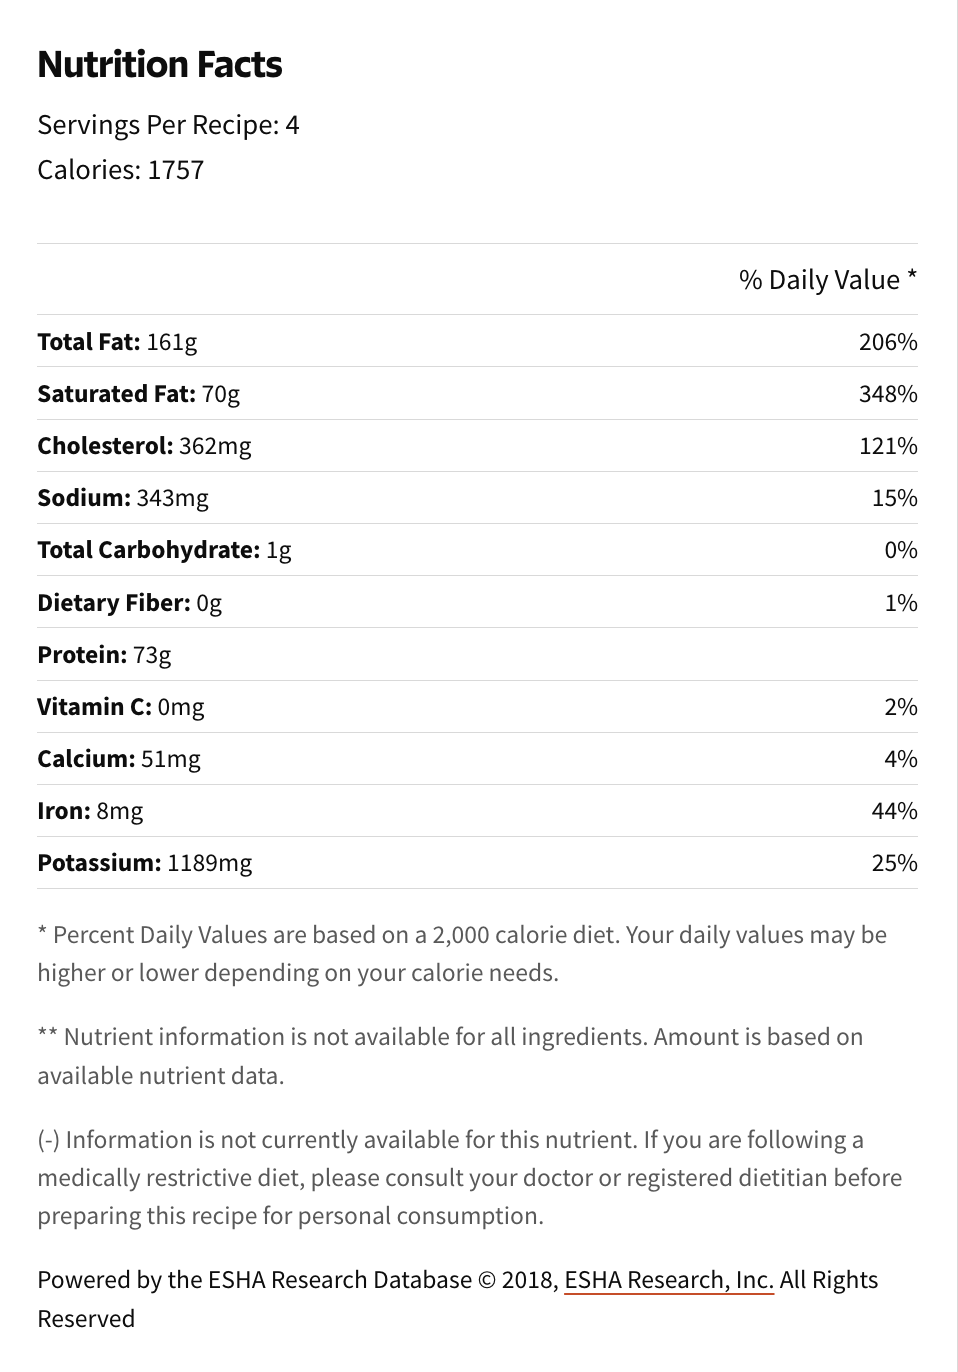 Nutrition Facts
Servings Per Recipe: 4
Calories: 1757
% Daily Value *
Total Fat: 161g 206%
Saturated Fat: 70g 348%
Cholesterol: 362mg 121%
Sodium: 343mg 15%
Total Carbohydrate: 1g 0%
Dietary Fiber: 0g 1%
Protein: 73g
Vitamin C: 0mg 2%
Calcium: 51mg 4%
Iron: 8mg 44%
Potassium: 1189mg 25%
* Percent Daily Values are based on a 2,000 calorie diet. Your daily values may be
higher or lower depending on your calorie needs.
** Nutrient information is not available for all ingredients. Amount is based on
available nutrient data.
(-) Information is not currently available for this nutrient. If you are following a
medically restrictive diet, please consult your doctor or registered dietitian before
preparing this recipe for personal consumption.
Powered by the ESHA Research Database © 2018, ESHA Research, Inc. All Rights
Reserved